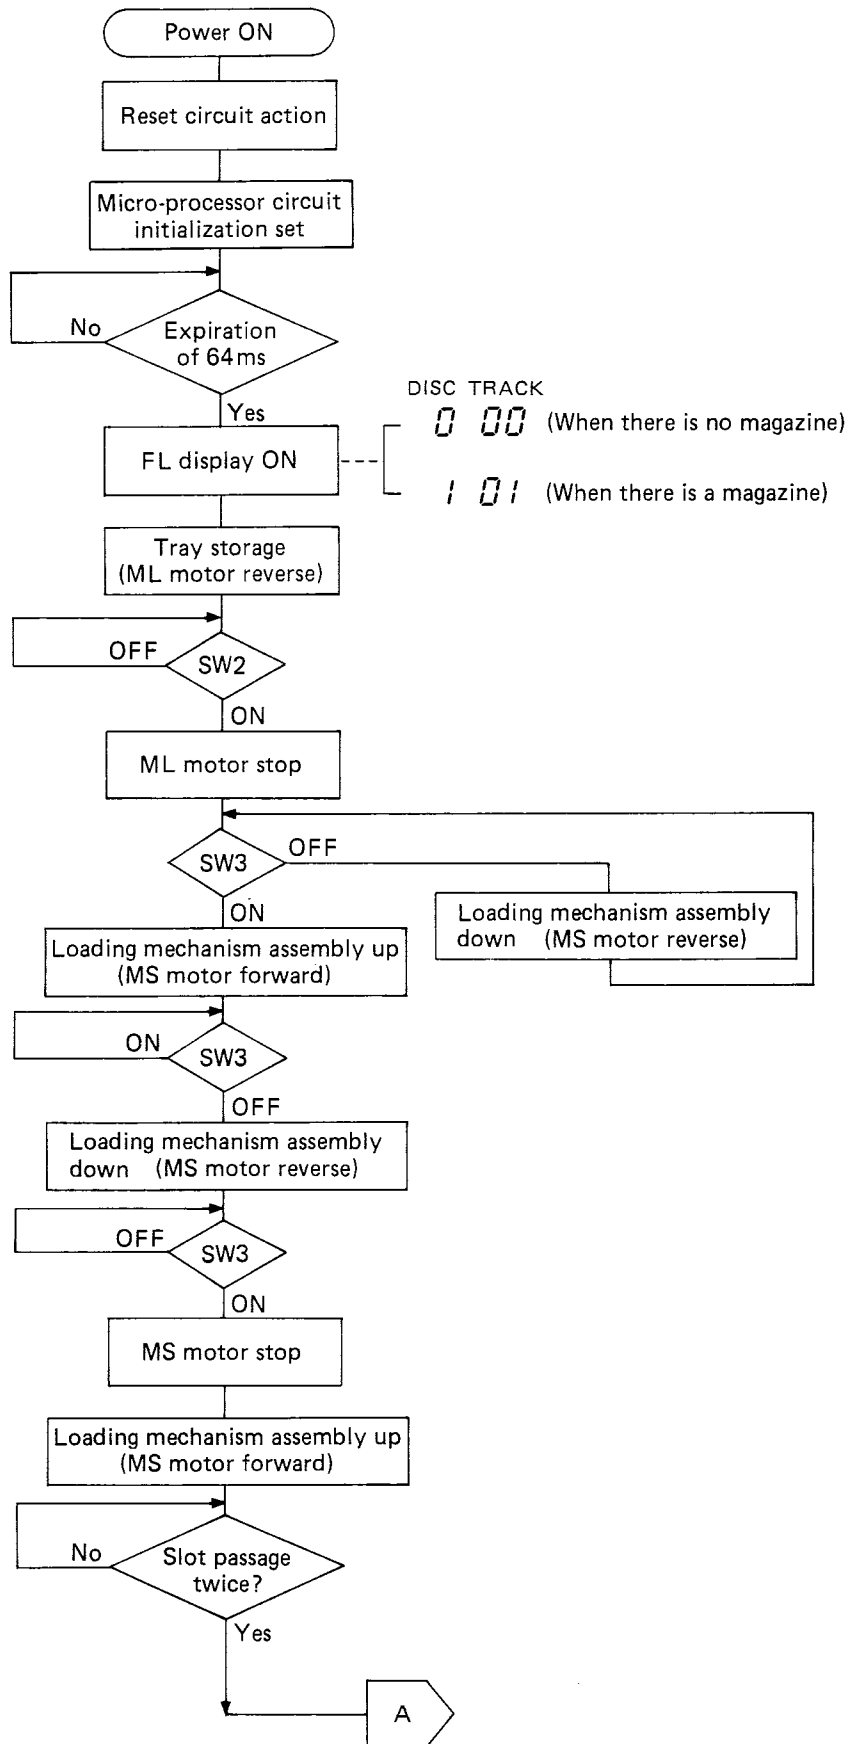 Power ON
Reset circuit action
Micro-processor circuit
initialization set
No
Expiration
of 64ms
Yes
DISC TRACK
0 00 (When there is no magazine)
FL display ON
1 01 (When there is a magazine)
Tray storage
(ML motor reverse)
OFF
SW2
ON
ML motor stop
SW3
OFF
ON
Loading mechanism assembly
down (MS motor reverse)
Loading mechanism assembly up
(MS motor forward)
ON
SW3
OFF
Loading mechanism assembly
down (MS motor reverse)
OFF
SW3
ON
MS motor stop
Loading mechanism assembly up
(MS motor forward)
No
Slot passage
twice?
Yes
A